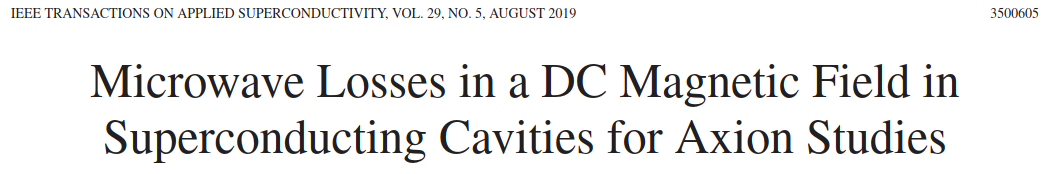 IEEE TRANSACTIONS ON APPLIED SUPERCONDUCTIVITY, VOL. 29, NO. 5, AUGUST 2019 3500605
Microwave Losses in a DC Magnetic Field in
Superconducting Cavities for Axion Studies